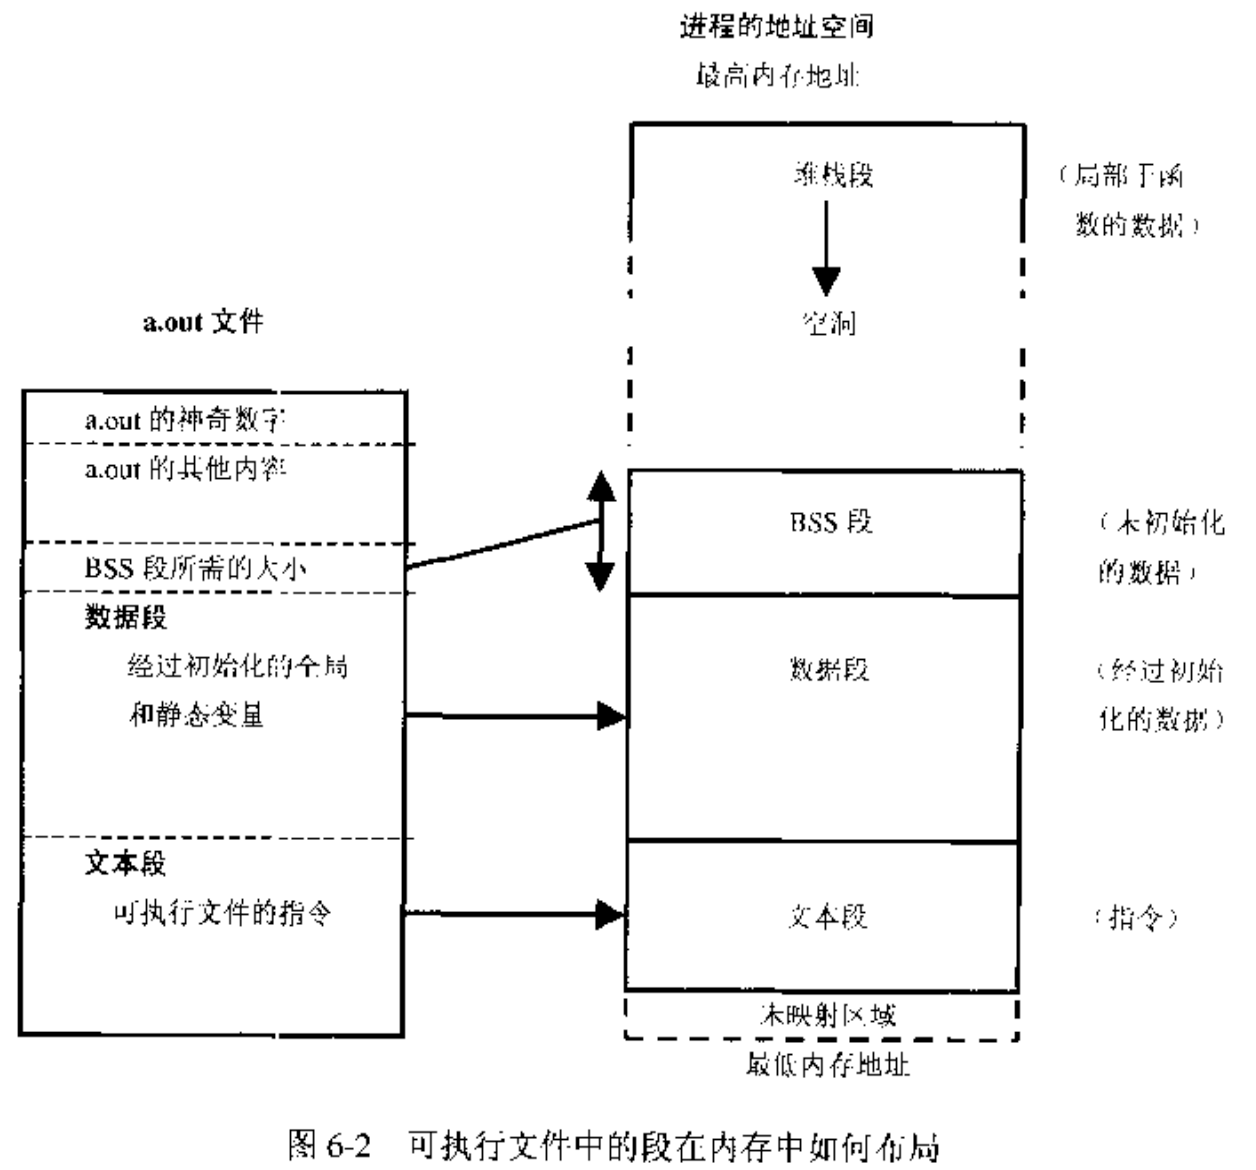 进程的地址空间
最高内存地址
堆栈段
（局部于函
数的数据）
空洞
a.out 文件
a.out 的神奇数字
a.out 的其他内容
BSS 段所需的大小
数据段
经过初始化的全局
和静态变量
文本段
可执行文件的指令
BSS 段
（未初始化
的数据）
数据段
（经过初始
化的数据）
文本段
（指令）
未映射区域
最低内存地址
图 6-2 可执行文件中的段在内存中如何布局